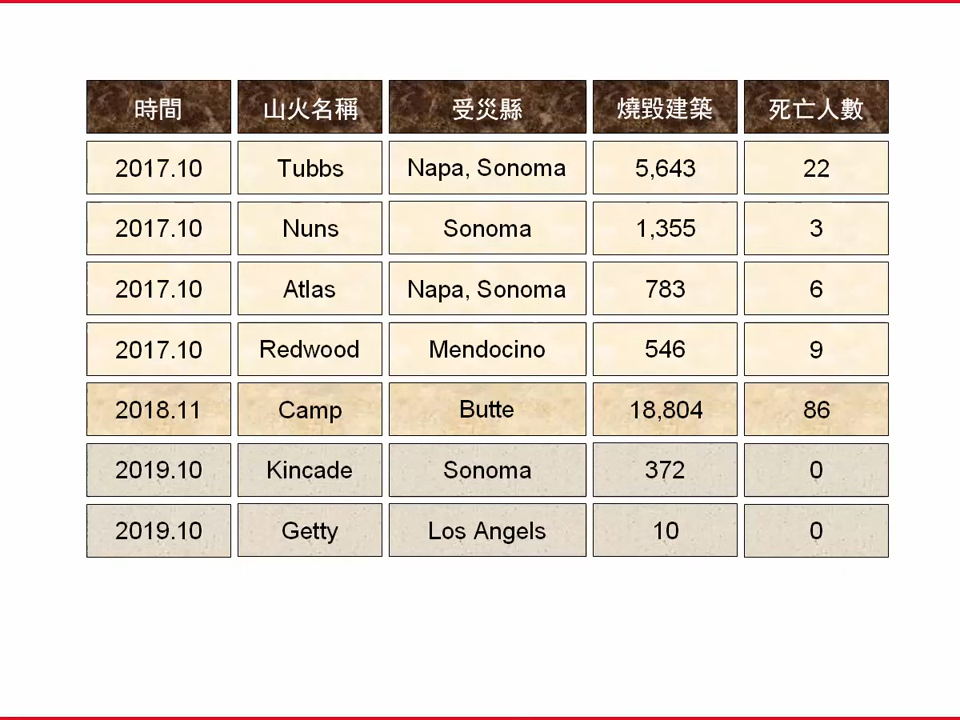 時間 山火名稱 受災縣 燒毀建築 死亡人數
2017.10 Tubbs Napa, Sonoma 5,643 22
2017.10 Nuns Sonoma 1,355 3
2017.10 Atlas Napa, Sonoma 783 6
2017.10 Redwood Mendocino 546 9
2018.11 Camp Butte 18,804 86
2019.10 Kincade Sonoma 372 0
2019.10 Getty Los Angels 10 0